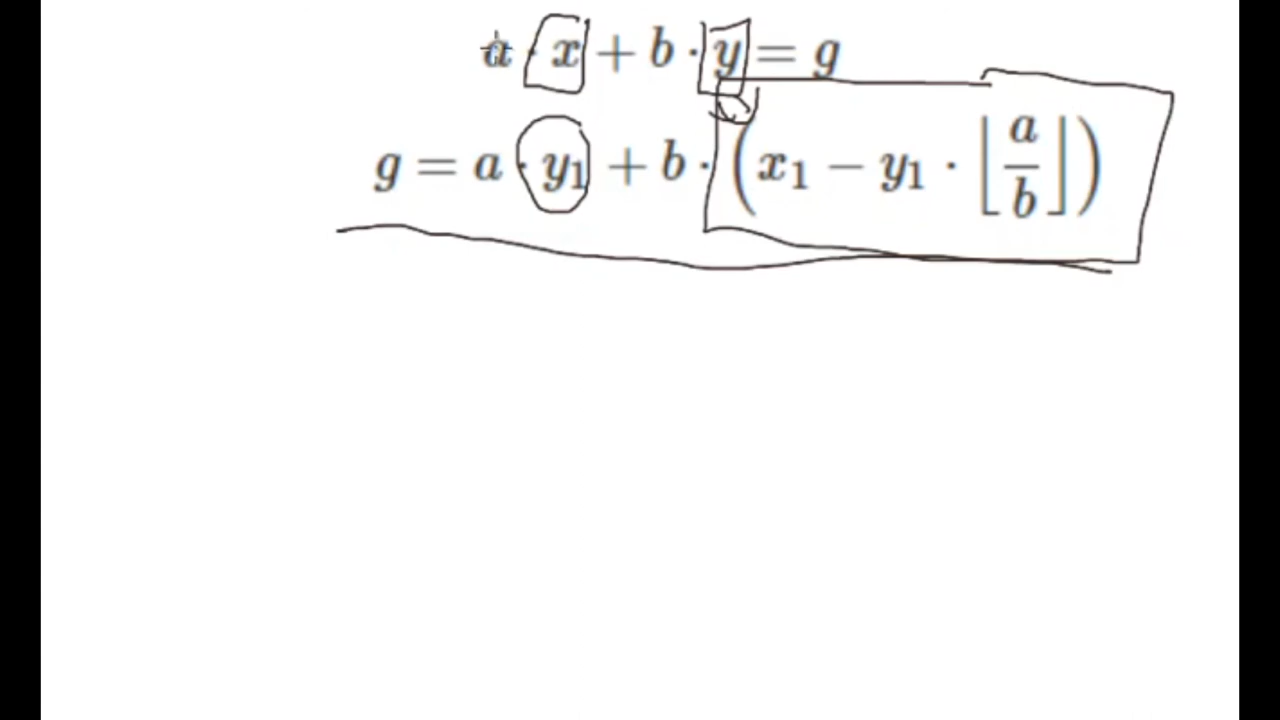 a · x + b · y = g
g = a · y₁ + b · (x₁ − y₁ · ⌊a/b⌋)